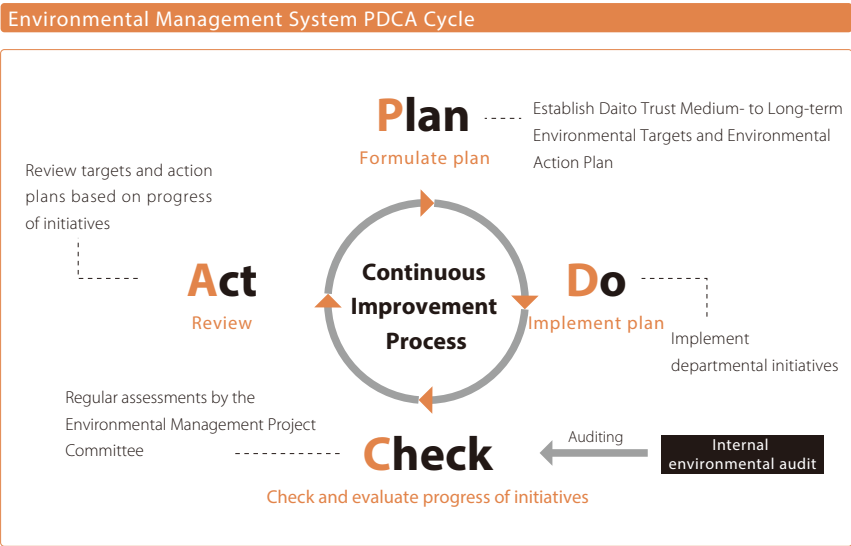 Environmental Management System PDCA Cycle
Plan
Formulate plan
Establish Daito Trust Medium- to Long-term
Environmental Targets and Environmental
Action Plan
Review targets and action
plans based on progress
of initiatives
Act
Review
Continuous
Improvement
Process
Do
Implement plan
Implement
departmental initiatives
Regular assessments by the
Environmental Management Project
Committee
Check
Check and evaluate progress of initiatives
Auditing
Internal
environmental audit